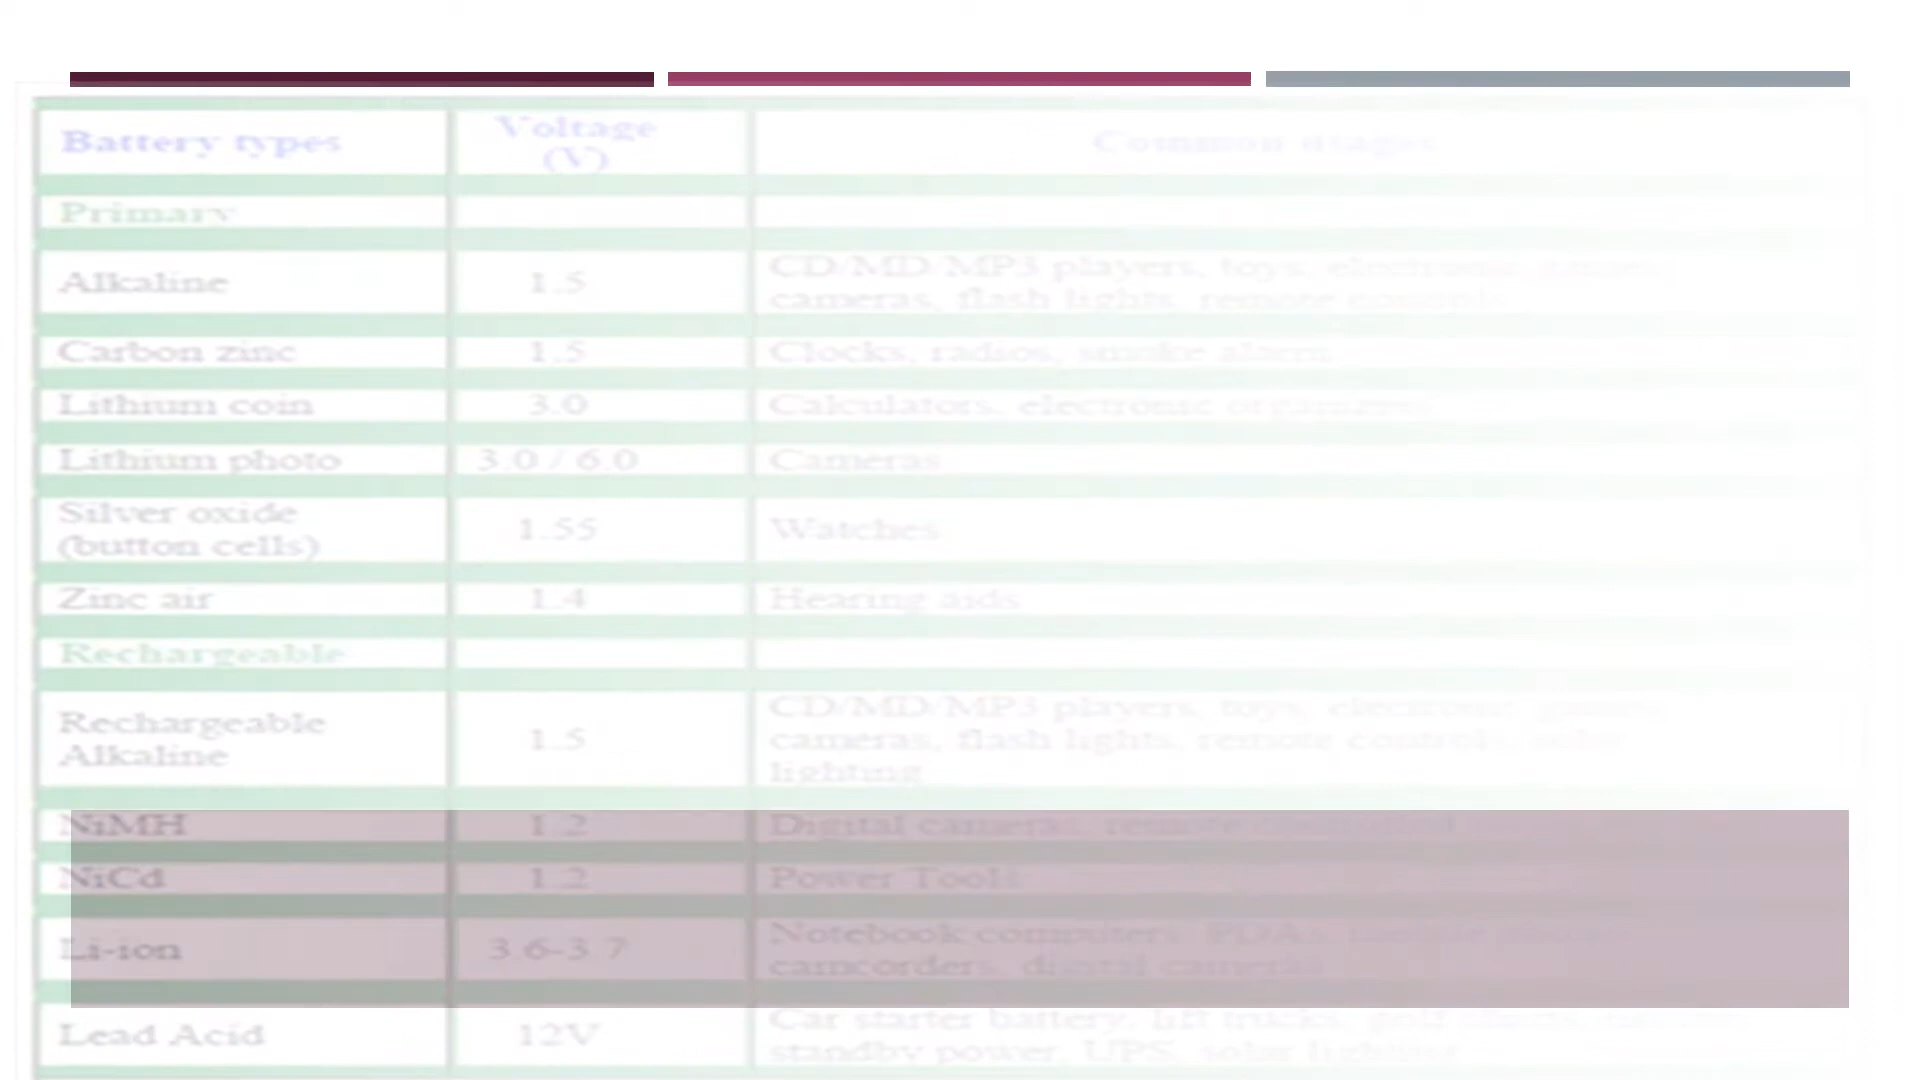 Battery types
Voltage
(V)
Common usages
Primary
Alkaline
1.5
CD/MD/MP3 players, toys, electronic games,
cameras, flash lights, remote controls
Carbon zinc
1.5
Clocks, radios, smoke alarm
Lithium coin
3.0
Calculators, electronic organizers
Lithium photo
3.0 / 6.0
Cameras
Silver oxide
(button cells)
1.55
Watches
Zinc air
1.4
Hearing aids
Rechargeable
Rechargeable
Alkaline
1.5
CD/MD/MP3 players, toys, electronic games,
cameras, flash lights, remote controls, solar
lighting
NiMH
1.2
Digital cameras, remote
NiCd
1.2
Power Tools
Li-ion
3.6-3.7
Notebook computers, PDAs,
camcorders, digital cameras
Lead Acid
12V
Car starter battery, lift trucks, golf
standby power, UPS, solar lighting